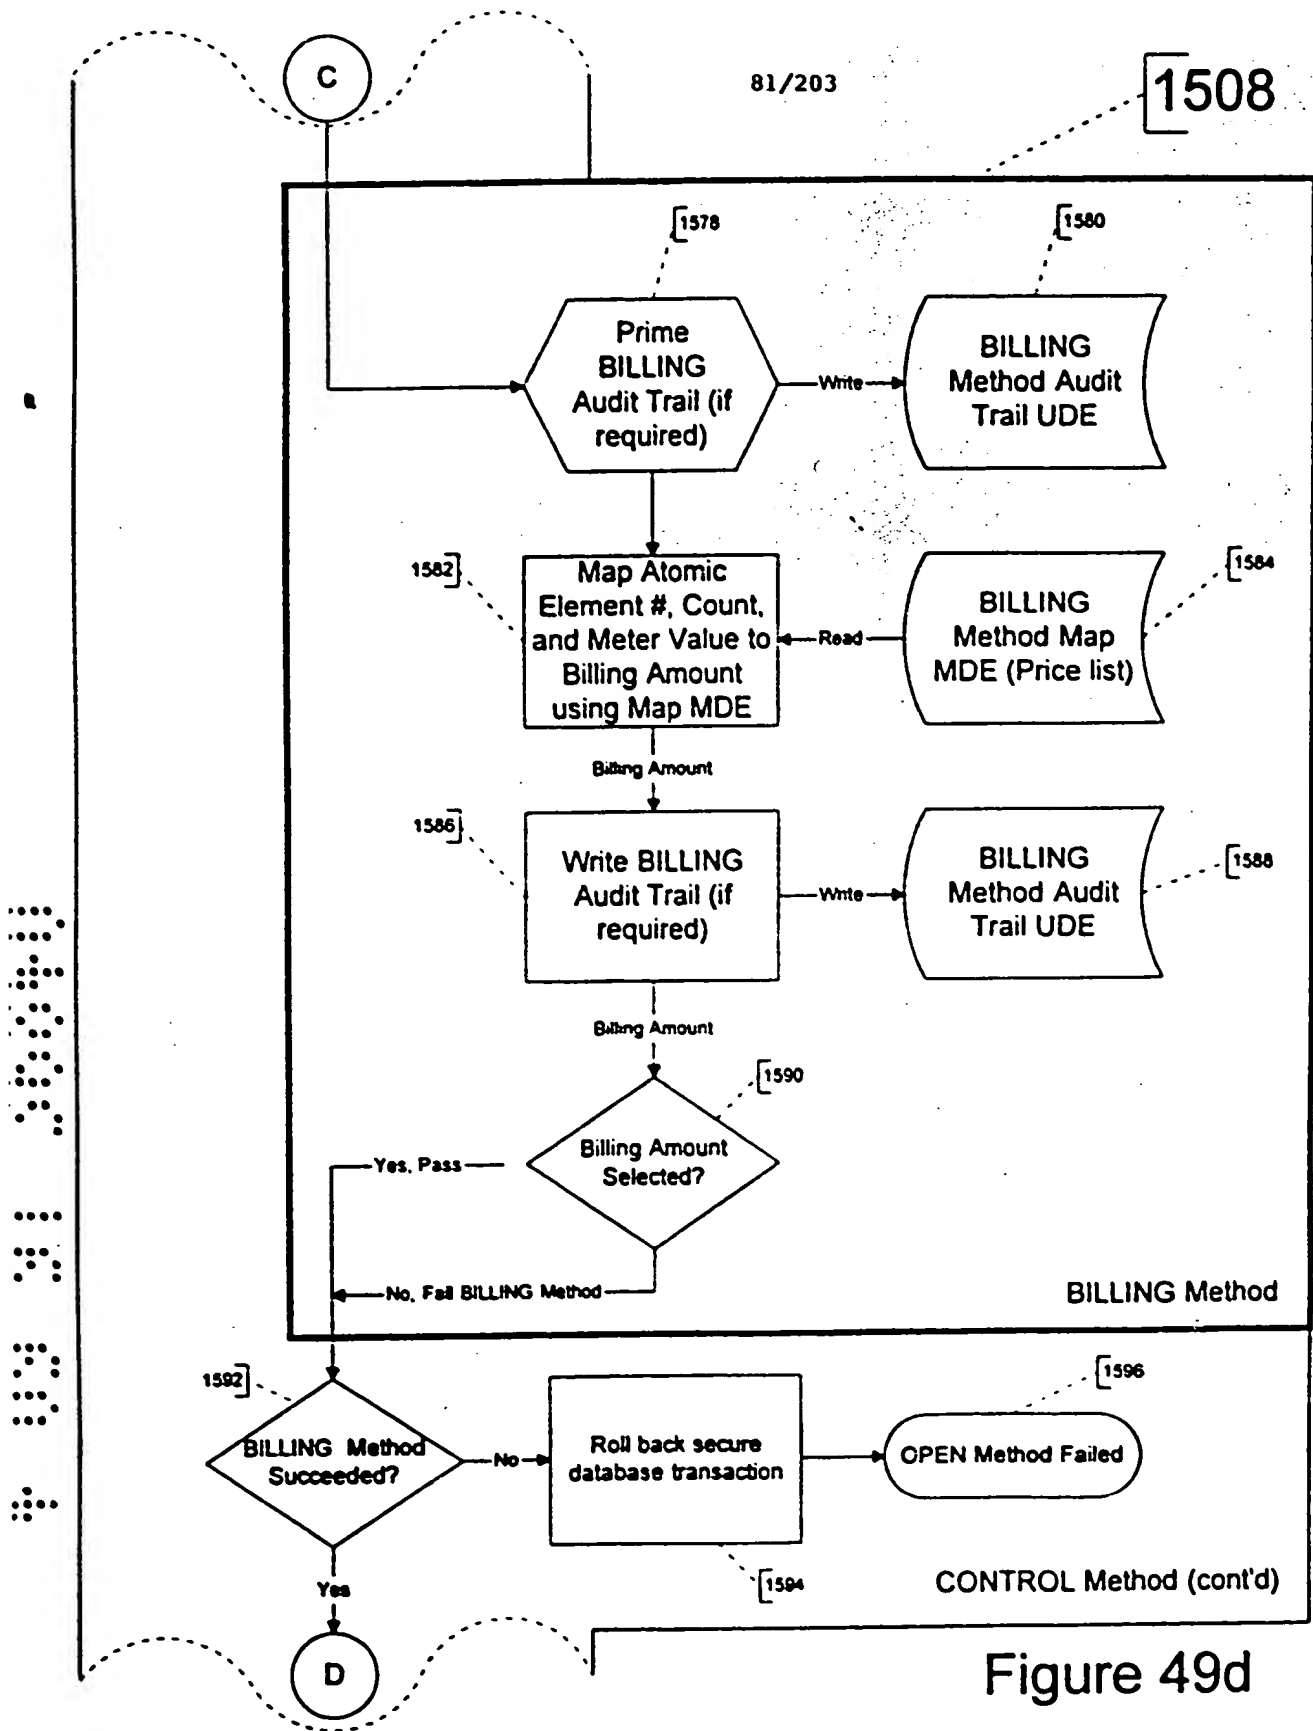 C
81/203
1508
1578
1580
Prime
BILLING
Audit Trail (if
required)
Write
BILLING
Method Audit
Trail UDE
1582
Map Atomic
Element #, Count,
and Meter Value to
Billing Amount
using Map MDE
Read
BILLING
Method Map
MDE (Price list)
1584
Billing Amount
1586
Write BILLING
Audit Trail (if
required)
Write
BILLING
Method Audit
Trail UDE
1588
Billing Amount
1590
Billing Amount
Selected?
Yes, Pass
No, Fail BILLING Method
BILLING Method
1592
BILLING Method
Succeeded?
No
Roll back secure
database transaction
1594
1596
OPEN Method Failed
Yes
CONTROL Method (cont'd)
D
Figure 49d